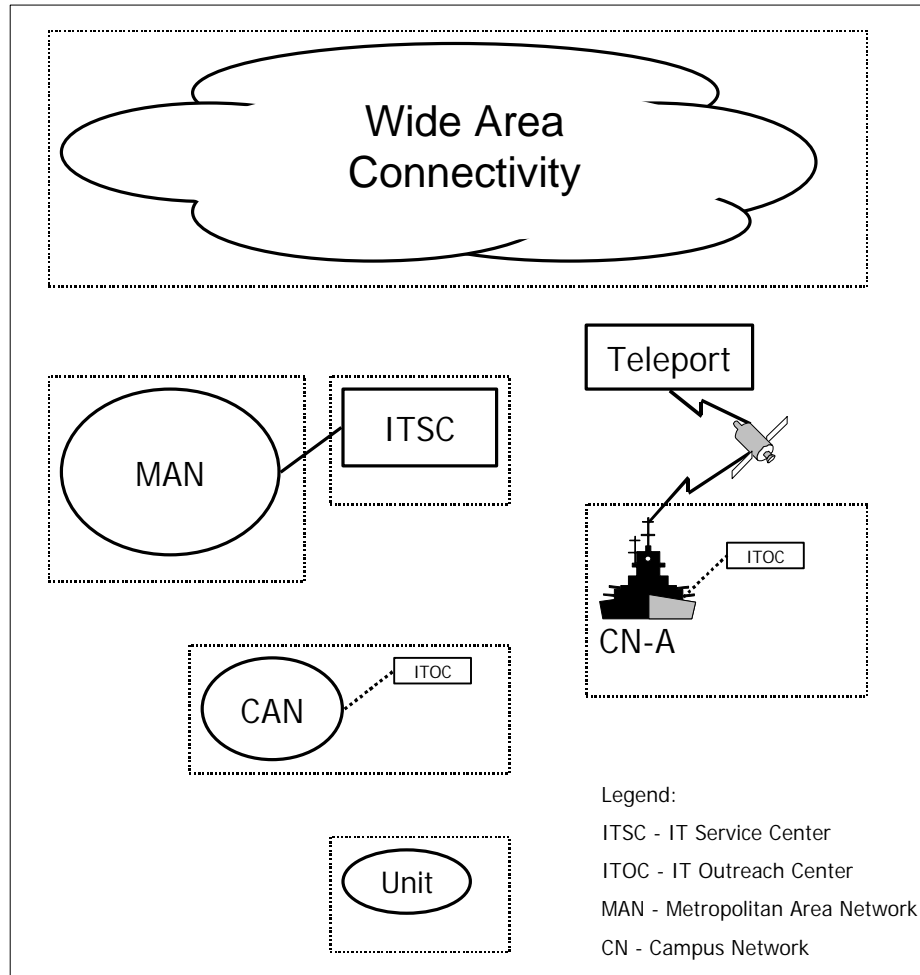 Wide Area
Connectivity
Teleport
ITSC
MAN
ITOC
CN-A
ITOC
CAN
Unit
Legend:
ITSC - IT Service Center
ITOC - IT Outreach Center
MAN - Metropolitan Area Network
CN - Campus Network